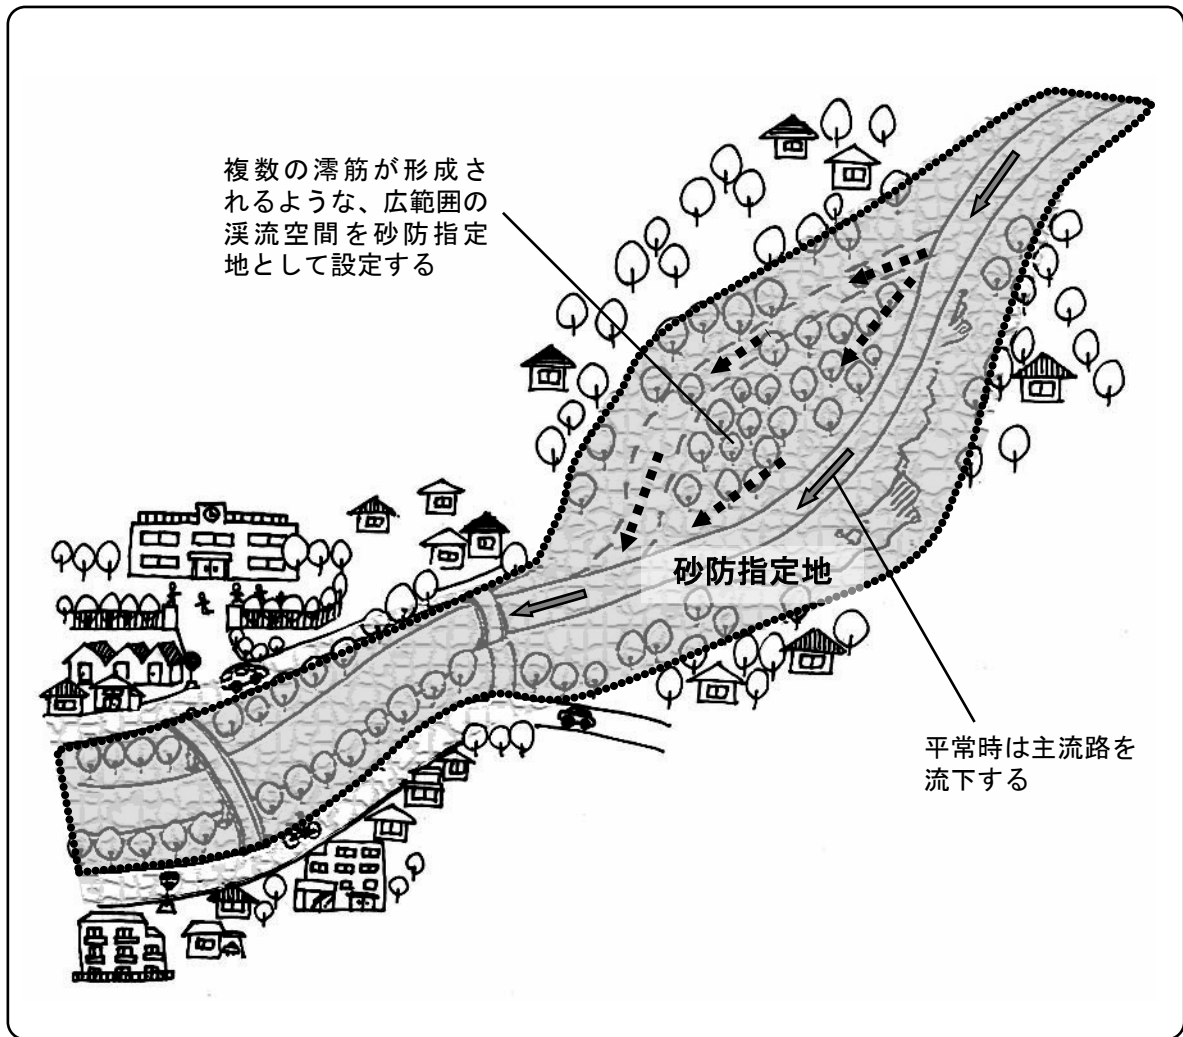 複数の澪筋が形成さ
れるような、広範囲の
渓流空間を砂防指定
地として設定する
砂防指定地
平常時は主流路を
流下する